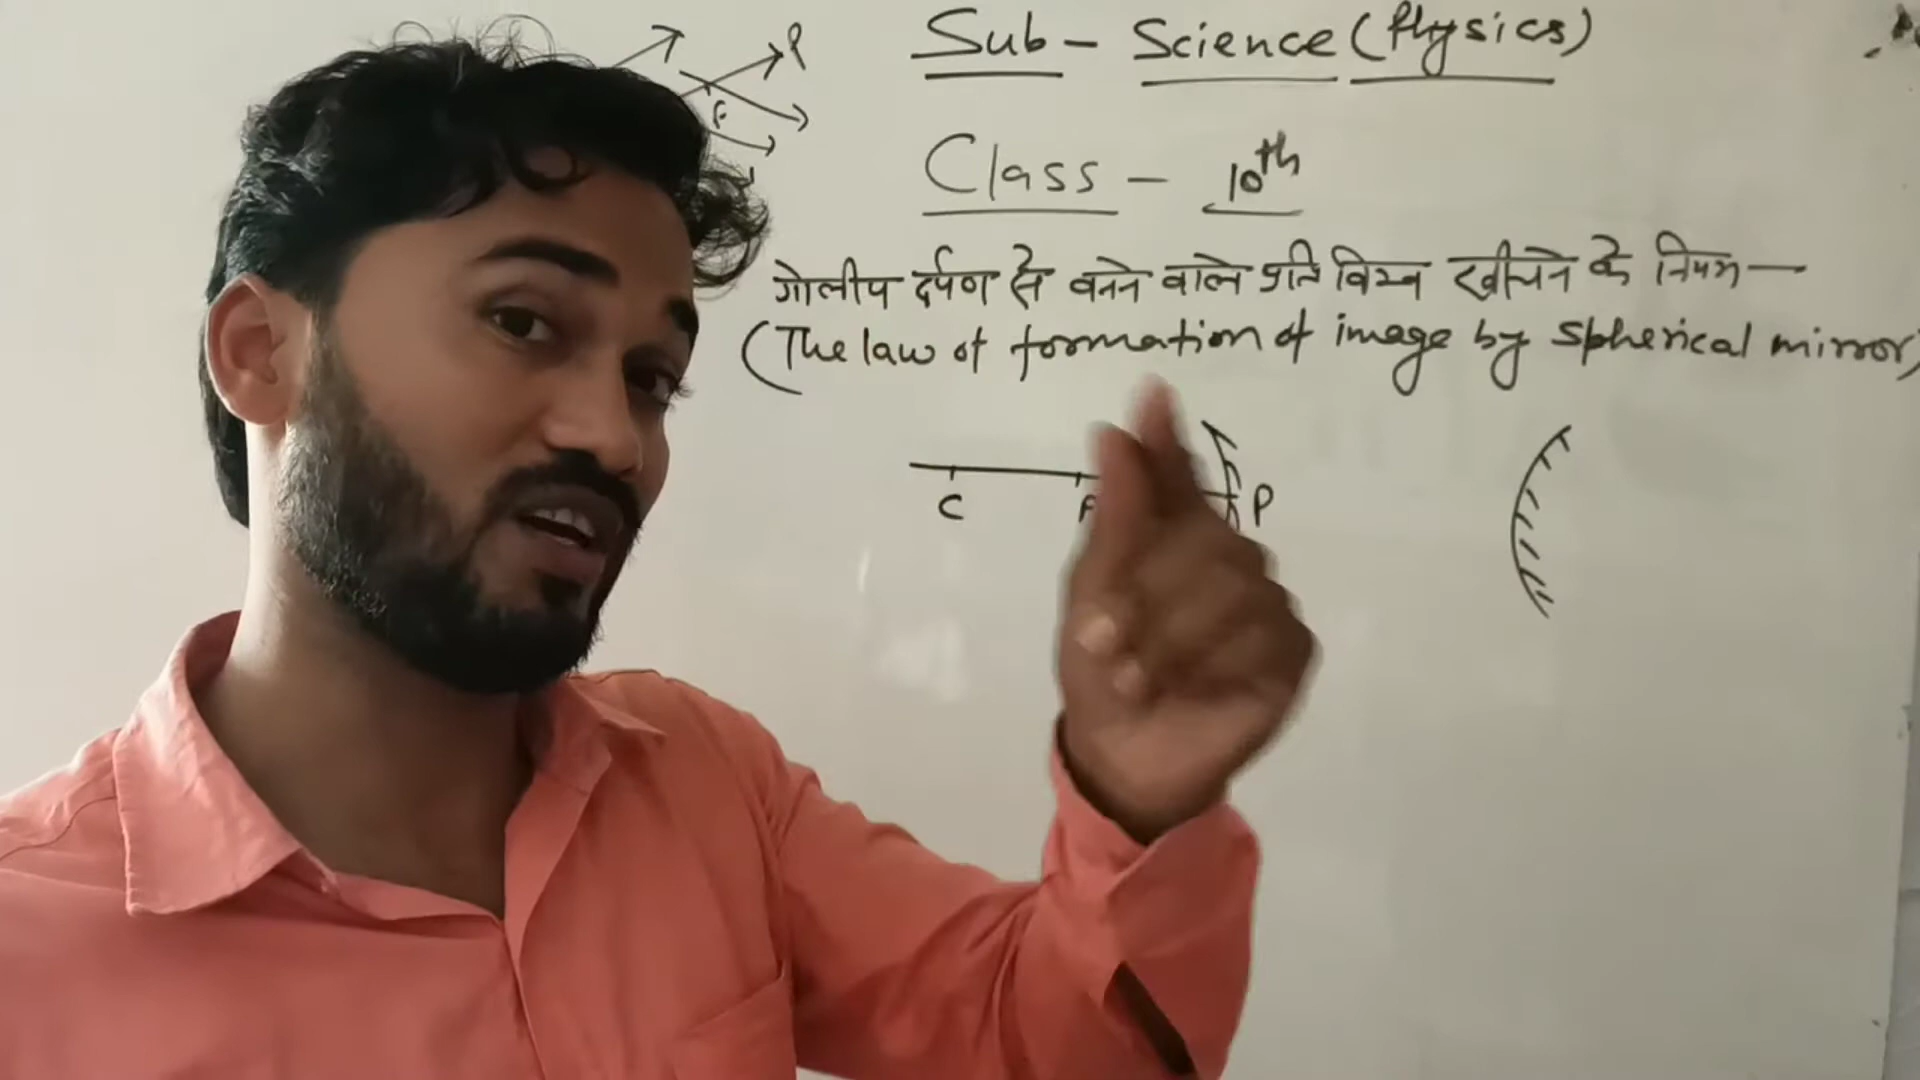 Sub - Science (Physics)
Class - 10th
गोलीय दर्पण से बनने वाले प्रति विम्ब खीचने के नियम —
(The law of formation of image by spherical mirror)
C F P
P
F